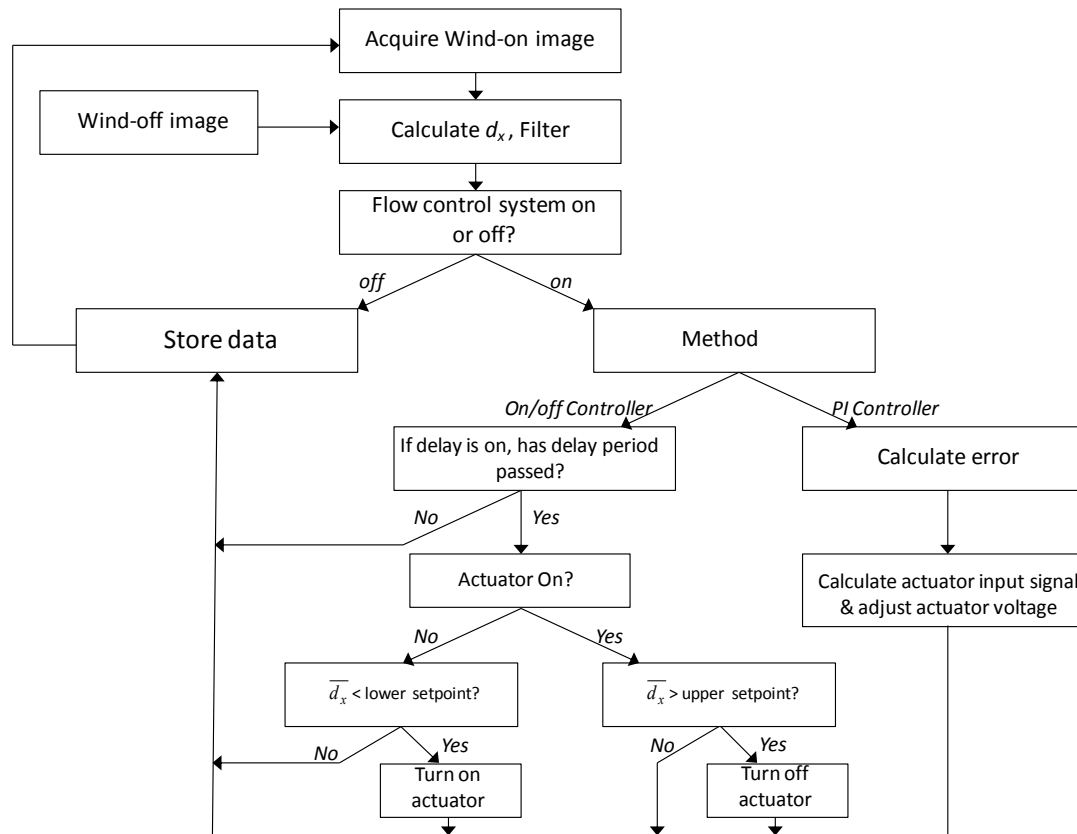 Acquire Wind-on image
Wind-off image
Calculate dₓ, Filter
Flow control system on
or off?
off
on
Store data
Method
On/off Controller
PI Controller
If delay is on, has delay period
passed?
Calculate error
No
Yes
Actuator On?
Calculate actuator input signal
& adjust actuator voltage
No
Yes
d̅ₓ < lower setpoint?
d̅ₓ > upper setpoint?
No
Yes
No
Yes
Turn on
actuator
Turn off
actuator